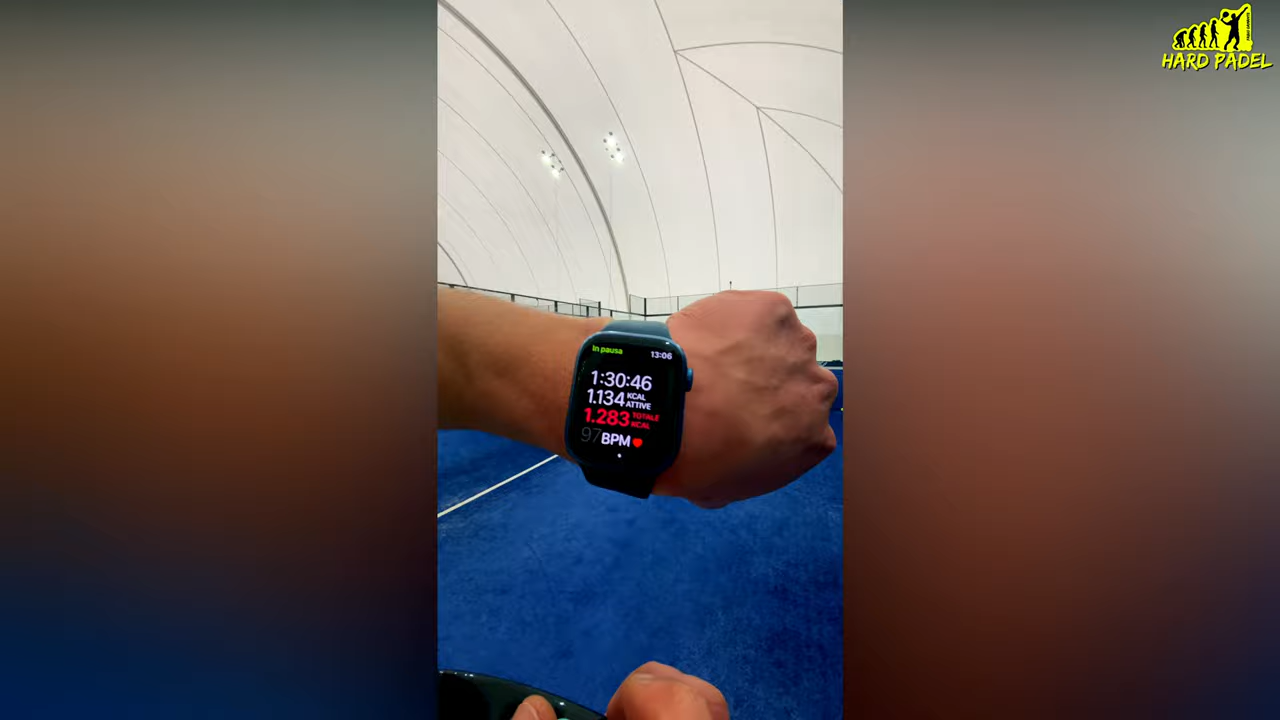 HARD PADEL
In pausa 13:06
1:30:46
1.134 KCAL ATTIVE
1.283 TOTALE KCAL
97 BPM